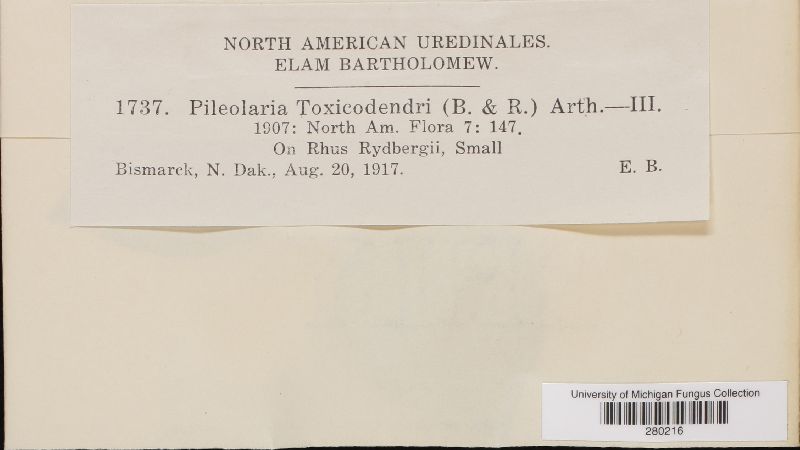 NORTH AMERICAN UREDINALES.
ELAM BARTHOLOMEW.
1737. Pileolaria Toxicodendri (B. & R.) Arth.—III.
1907: North Am. Flora 7: 147.
On Rhus Rydbergii, Small
Bismarck, N. Dak., Aug. 20, 1917. E. B.
University of Michigan Fungus Collection
280216